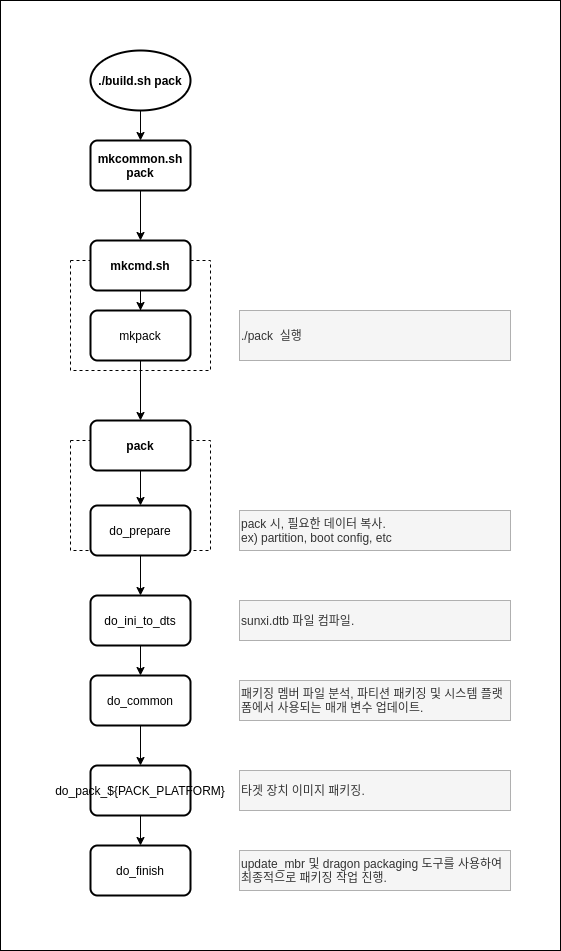 ./build.sh pack
mkcommon.sh
pack
mkcmd.sh
mkpack
./pack  실행
pack
do_prepare
pack 시, 필요한 데이터 복사.
ex) partition, boot config, etc
do_ini_to_dts
sunxi.dtb 파일 컴파일.
do_common
패키징 멤버 파일 분석, 파티션 패키징 및 시스템 플랫
폼에서 사용되는 매개 변수 업데이트.
do_pack_${PACK_PLATFORM}
타겟 장치 이미지 패키징.
do_finish
update_mbr 및 dragon packaging 도구를 사용하여
최종적으로 패키징 작업 진행.